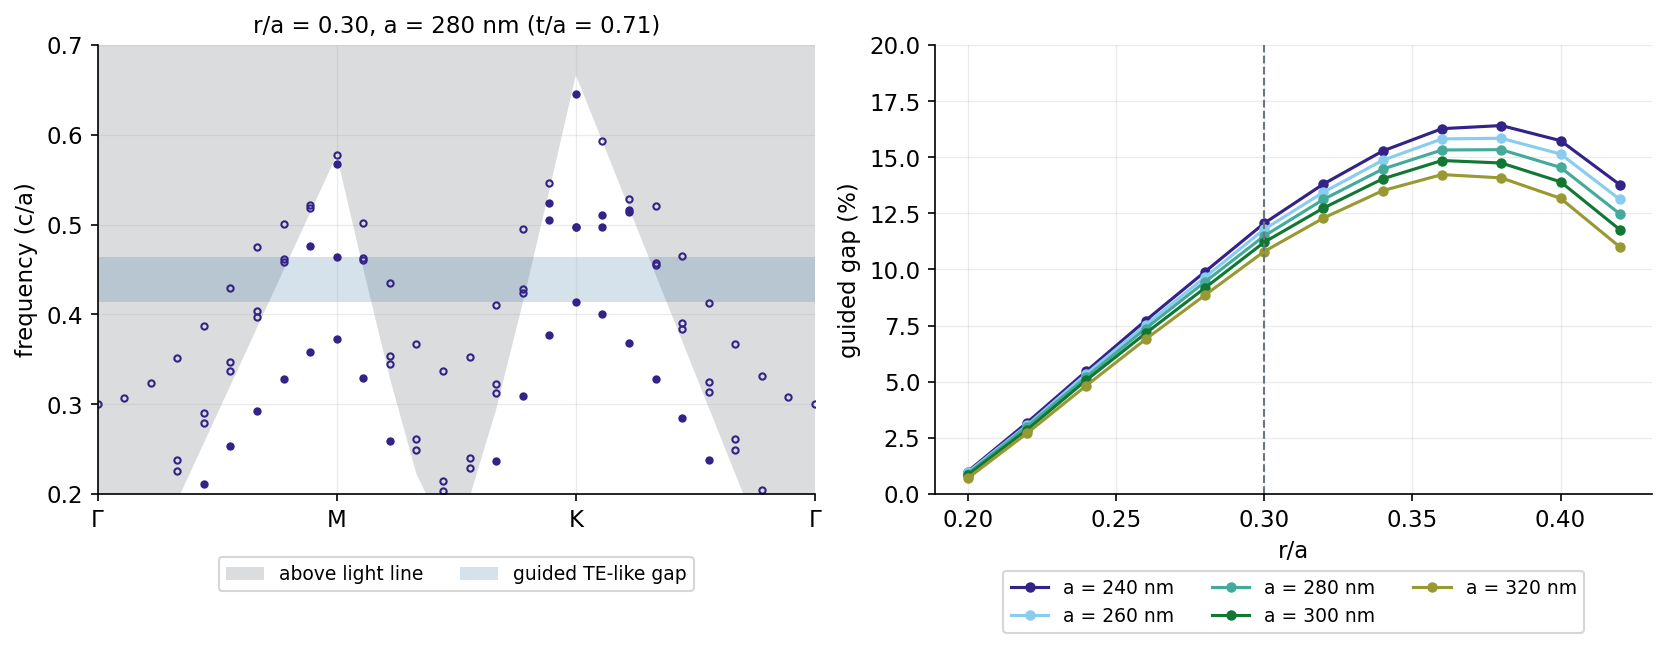 r/a = 0.30, a = 280 nm (t/a = 0.71)
frequency (c/a)
0.7
0.6
0.5
0.4
0.3
0.2
Γ M K Γ
above light line
guided TE-like gap
guided gap (%)
20.0
17.5
15.0
12.5
10.0
7.5
5.0
2.5
0.0
0.20 0.25 0.30 0.35 0.40
r/a
a = 240 nm a = 280 nm a = 320 nm
a = 260 nm a = 300 nm